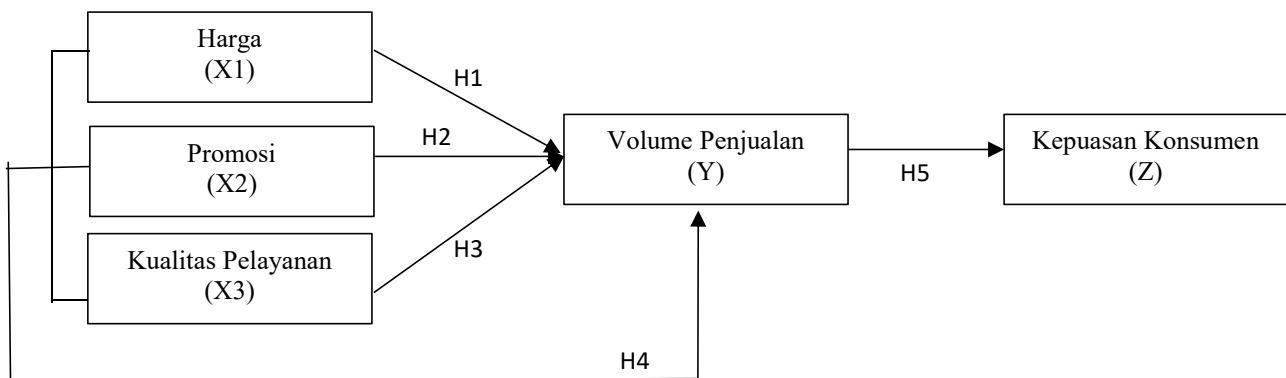 Harga
(X1)
H1
Promosi
(X2)
H2
Kualitas Pelayanan
(X3)
H3
Volume Penjualan
(Y)
H5
Kepuasan Konsumen
(Z)
H4